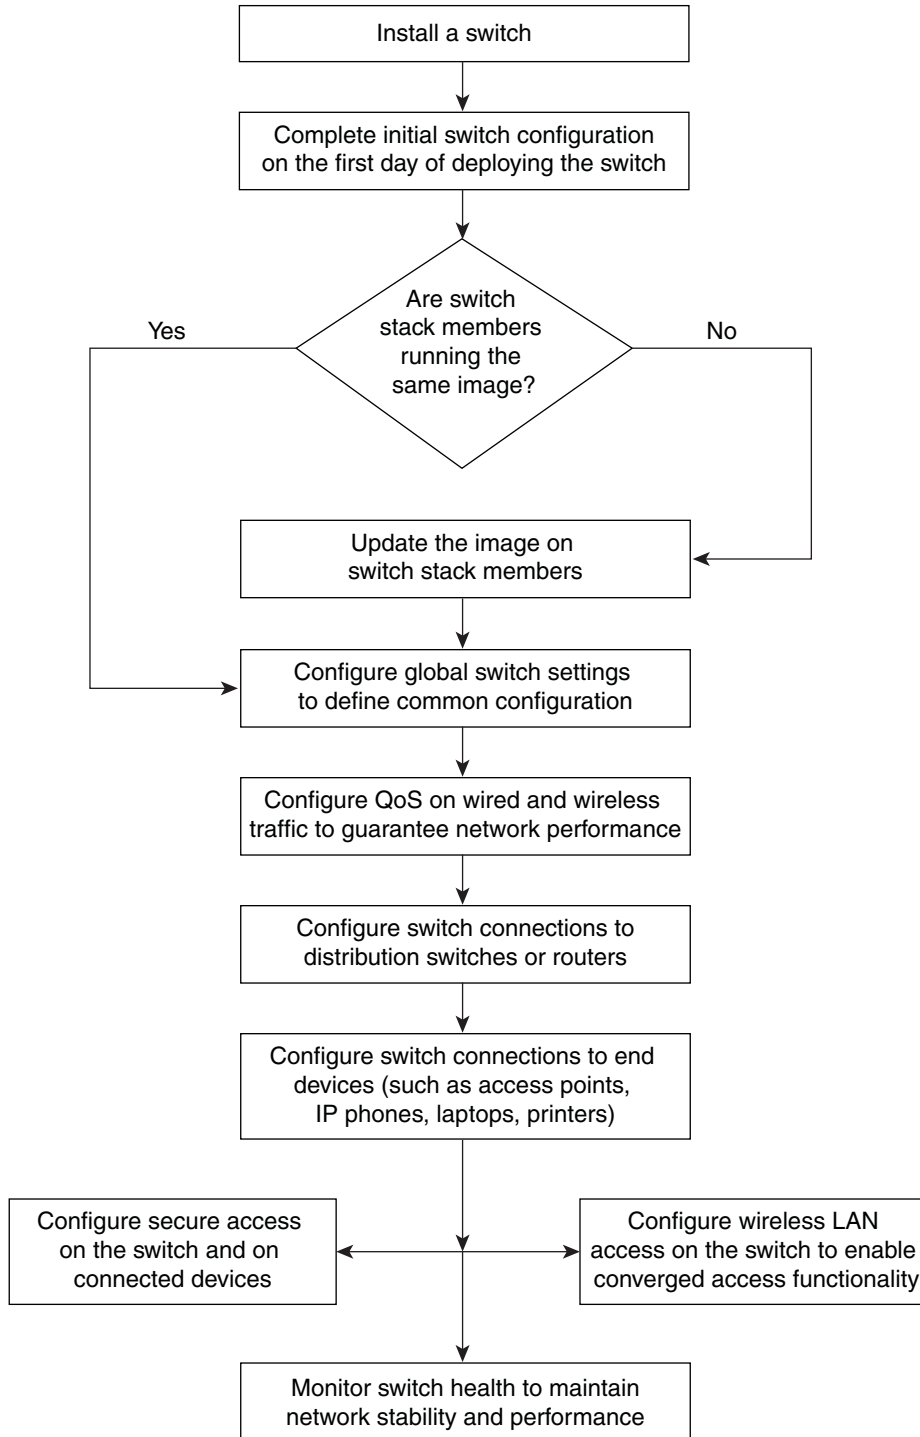 Install a switch
Complete initial switch configuration
on the first day of deploying the switch
Are switch
stack members
running the
same image?
Yes
No
Update the image on
switch stack members
Configure global switch settings
to define common configuration
Configure QoS on wired and wireless
traffic to guarantee network performance
Configure switch connections to
distribution switches or routers
Configure switch connections to end
devices (such as access points,
IP phones, laptops, printers)
Configure secure access
on the switch and on
connected devices
Configure wireless LAN
access on the switch to enable
converged access functionality
Monitor switch health to maintain
network stability and performance